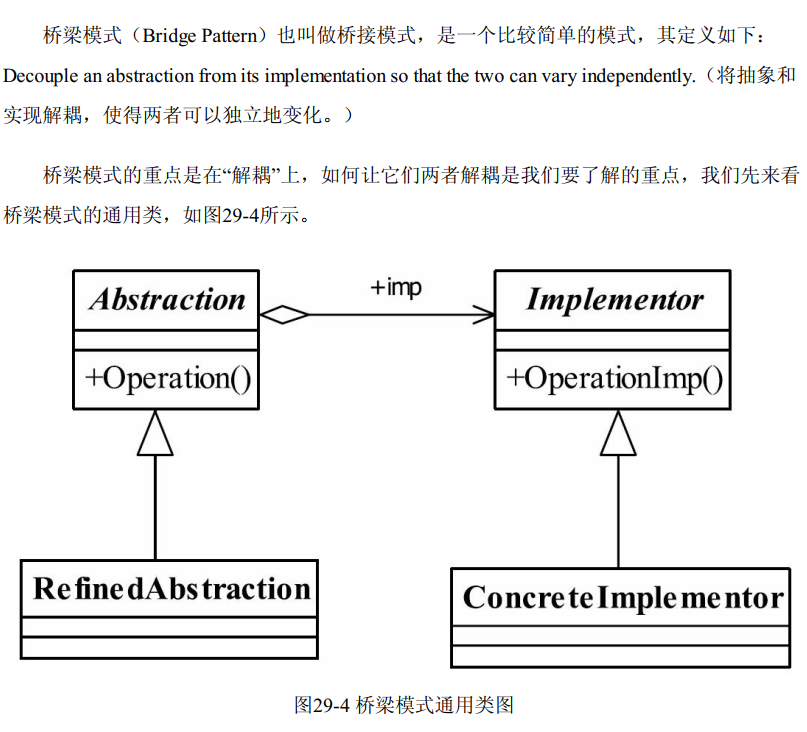 桥梁模式（Bridge Pattern）也叫做桥接模式，是一个比较简单的模式，其定义如下：
Decouple an abstraction from its implementation so that the two can vary independently.（将抽象和
实现解耦，使得两者可以独立地变化。）
桥梁模式的重点是在“解耦”上，如何让它们两者解耦是我们要了解的重点，我们先来看
桥梁模式的通用类，如图29-4所示。
+imp
Abstraction
Implementor
+Operation()
+OperationImp()
RefinedAbstraction
ConcreteImplementor
图29-4 桥梁模式通用类图